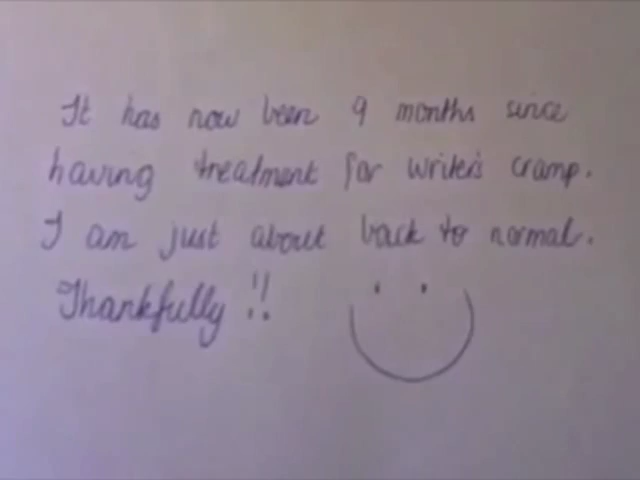 It has now been 9 months since
having treatment for writer's cramp.
I am just about back to normal.
Thankfully !!